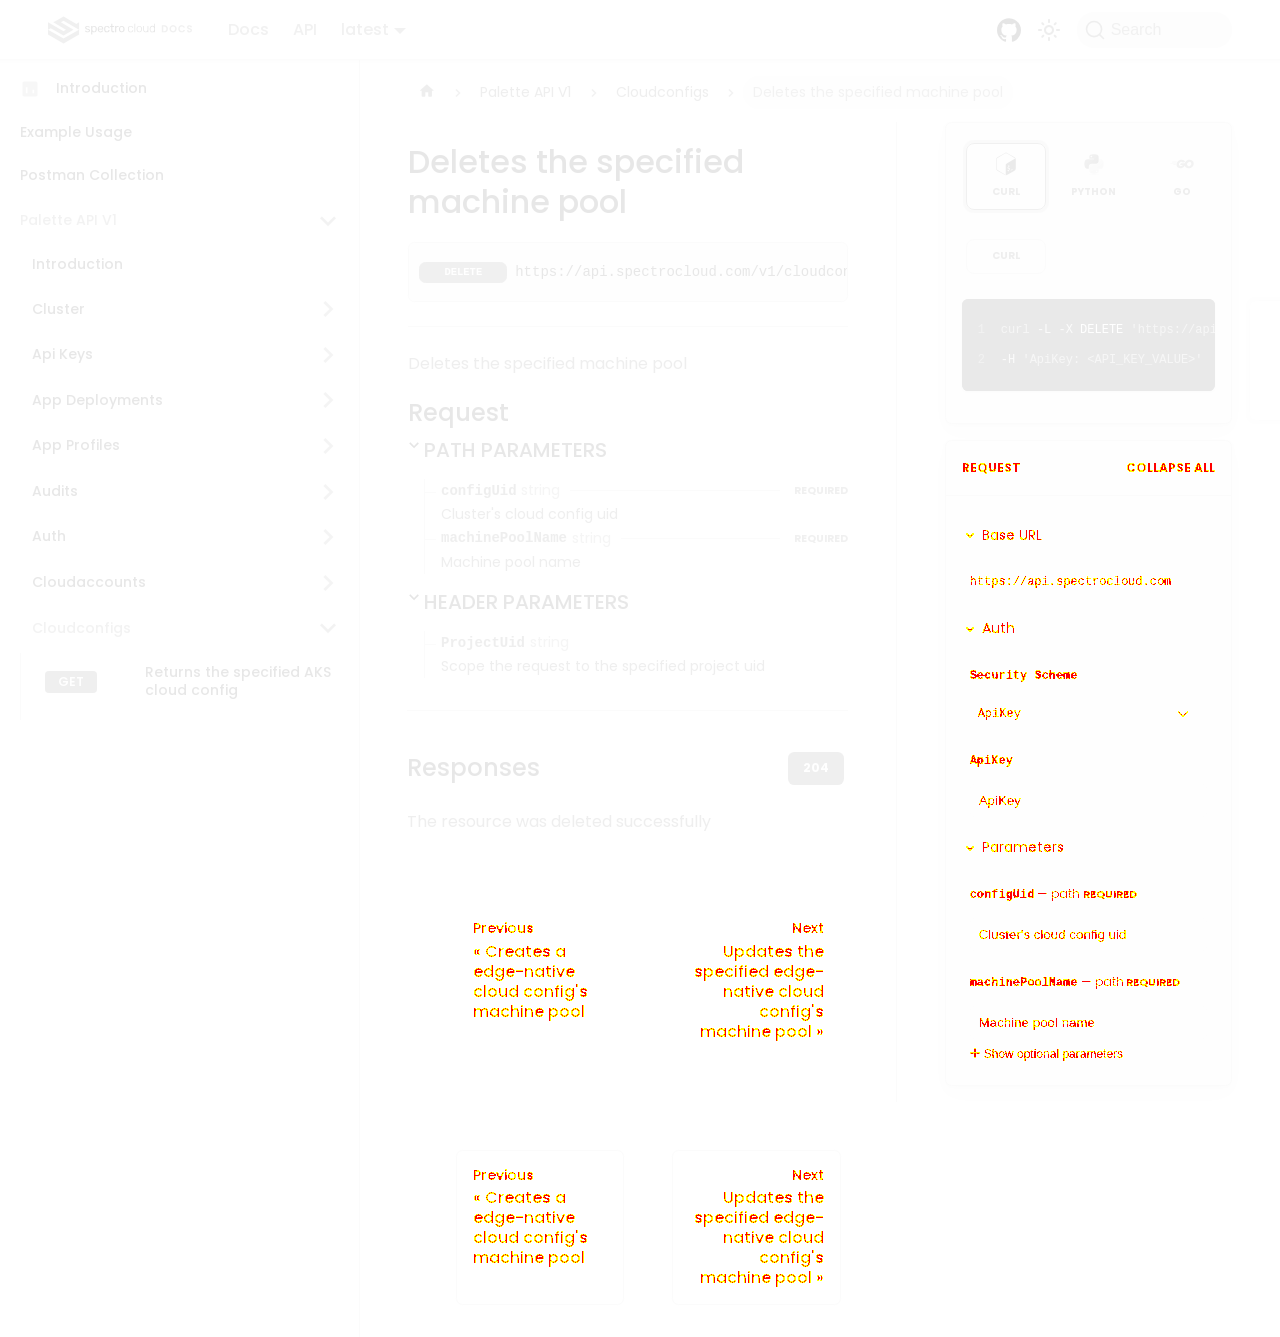 spectro cloud DOCS
Docs
API
latest
Search
Introduction
Example Usage
Postman Collection
Palette API V1
Introduction
Cluster
Api Keys
App Deployments
App Profiles
Audits
Auth
Cloudaccounts
Cloudconfigs
GET
Returns the specified AKS
cloud config
Palette API V1
Cloudconfigs
Deletes the specified machine pool
Deletes the specified
machine pool
DELETE https://api.spectrocloud.com/v1/cloudcon
Deletes the specified machine pool
Request
PATH PARAMETERS
configUid string REQUIRED
Cluster's cloud config uid
machinePoolName string REQUIRED
Machine pool name
HEADER PARAMETERS
ProjectUid string
Scope the request to the specified project uid
Responses
204
The resource was deleted successfully
Previous
« Creates a
edge-native
cloud config's
machine pool
Next
Updates the
specified edge-
native cloud
config's
machine pool »
Previous
« Creates a
edge-native
cloud config's
machine pool
Next
Updates the
specified edge-
native cloud
config's
machine pool »
CURL
PYTHON
GO
CURL
1 curl -L -X DELETE 'https://api
2 -H 'ApiKey: <API_KEY_VALUE>'
REQUEST
COLLAPSE ALL
Base URL
https://api.spectrocloud.com
Auth
Security Scheme
ApiKey
ApiKey
ApiKey
Parameters
configUid — path REQUIRED
Cluster's cloud config uid
machinePoolName — path REQUIRED
Machine pool name
+ Show optional parameters